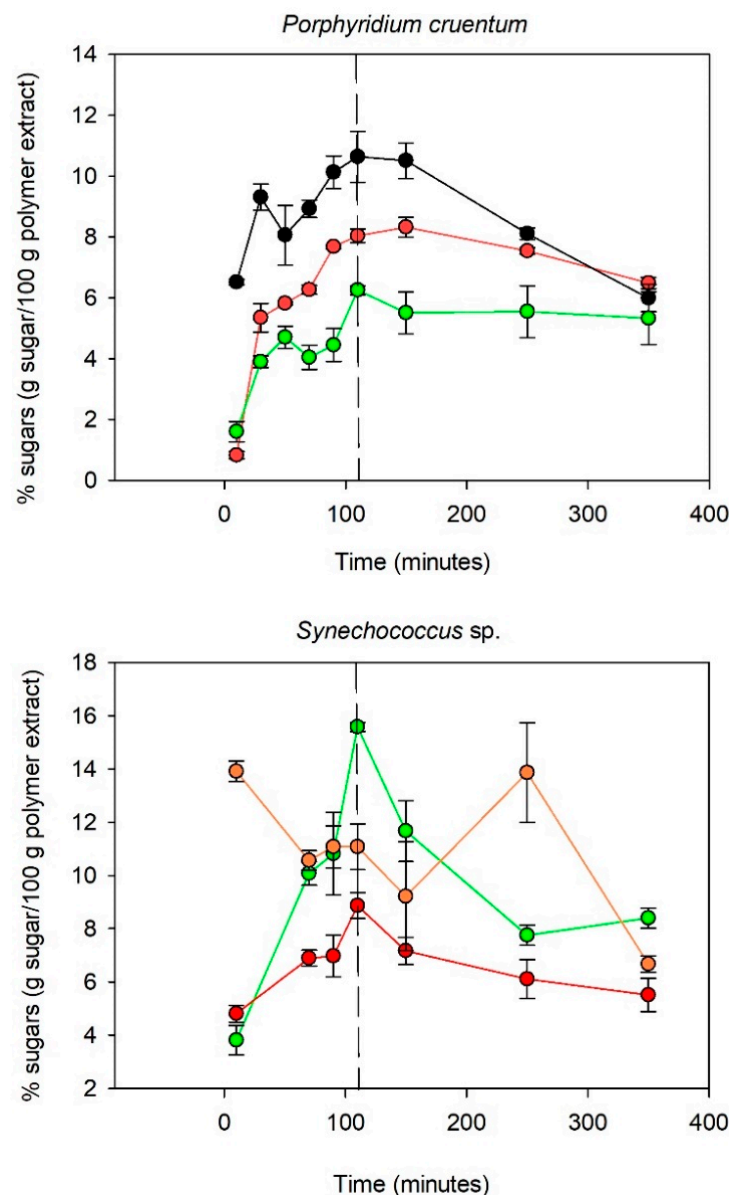 Porphyridium cruentum
14
12
10
8
6
4
2
0
% sugars (g sugar/100 g polymer extract)
0 100 200 300 400
Time (minutes)
Synechococcus sp.
18
16
14
12
10
8
6
4
2
% sugars (g sugar/100 g polymer extract)
0 100 200 300 400
Time (minutes)